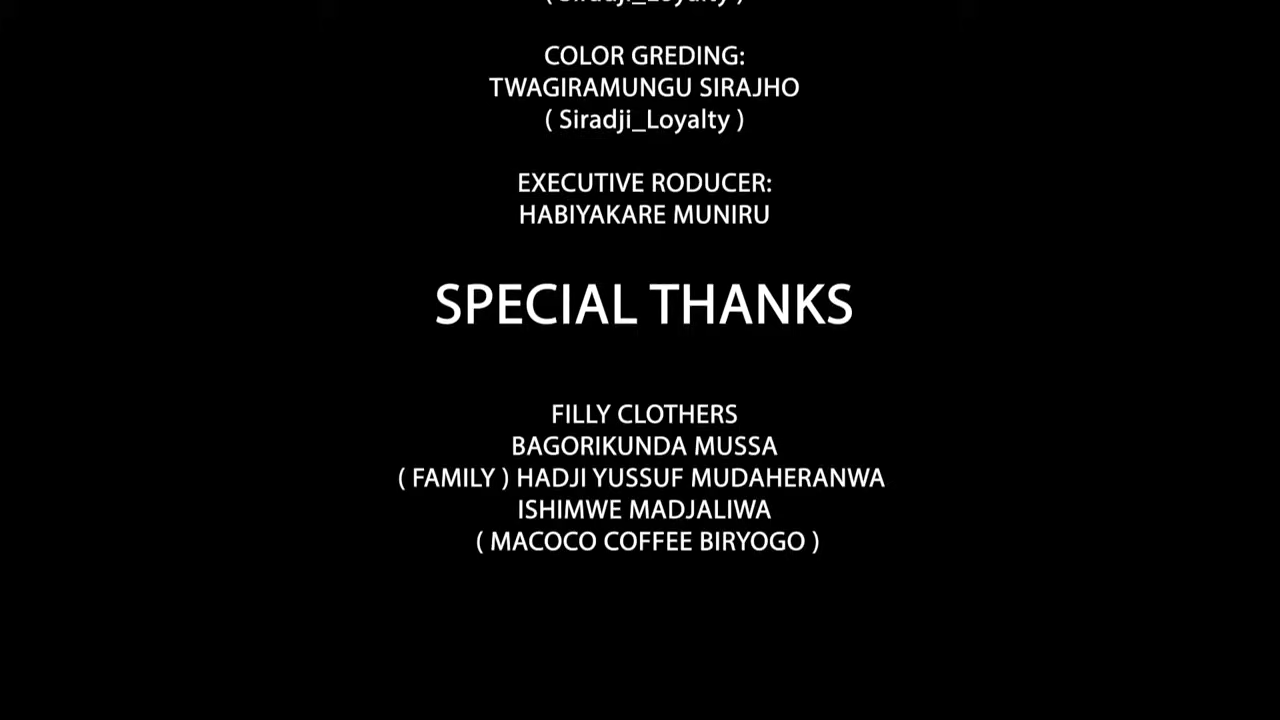 ( Siradji_Loyalty )
COLOR GREDING:
TWAGIRAMUNGU SIRAJHO
( Siradji_Loyalty )
EXECUTIVE RODUCER:
HABIYAKARE MUNIRU
SPECIAL THANKS
FILLY CLOTHERS
BAGORIKUNDA MUSSA
( FAMILY ) HADJI YUSSUF MUDAHERANWA
ISHIMWE MADJALIWA
( MACOCO COFFEE BIRYOGO )